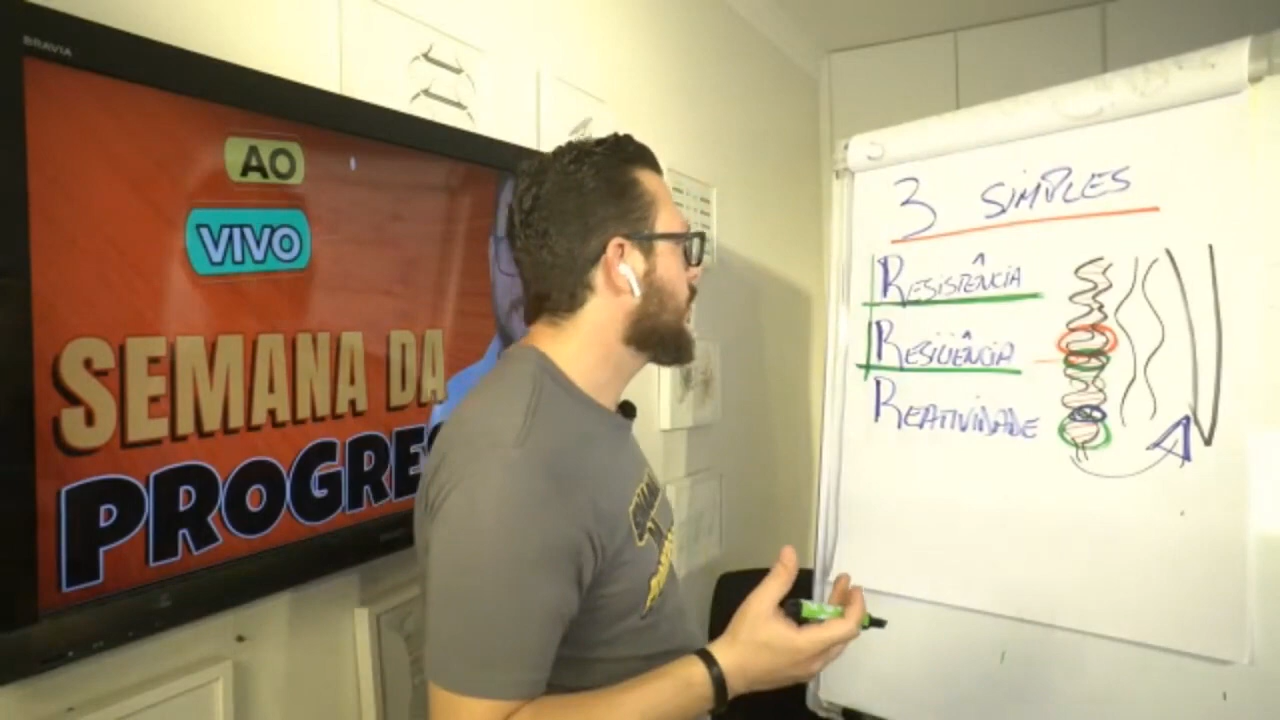 BRAVIA
AO
VIVO
SEMANA DA
PROGRE
3 SIMPLES
RESISTÊNCIA
RESILIÊNCIA
REATIVIDADE